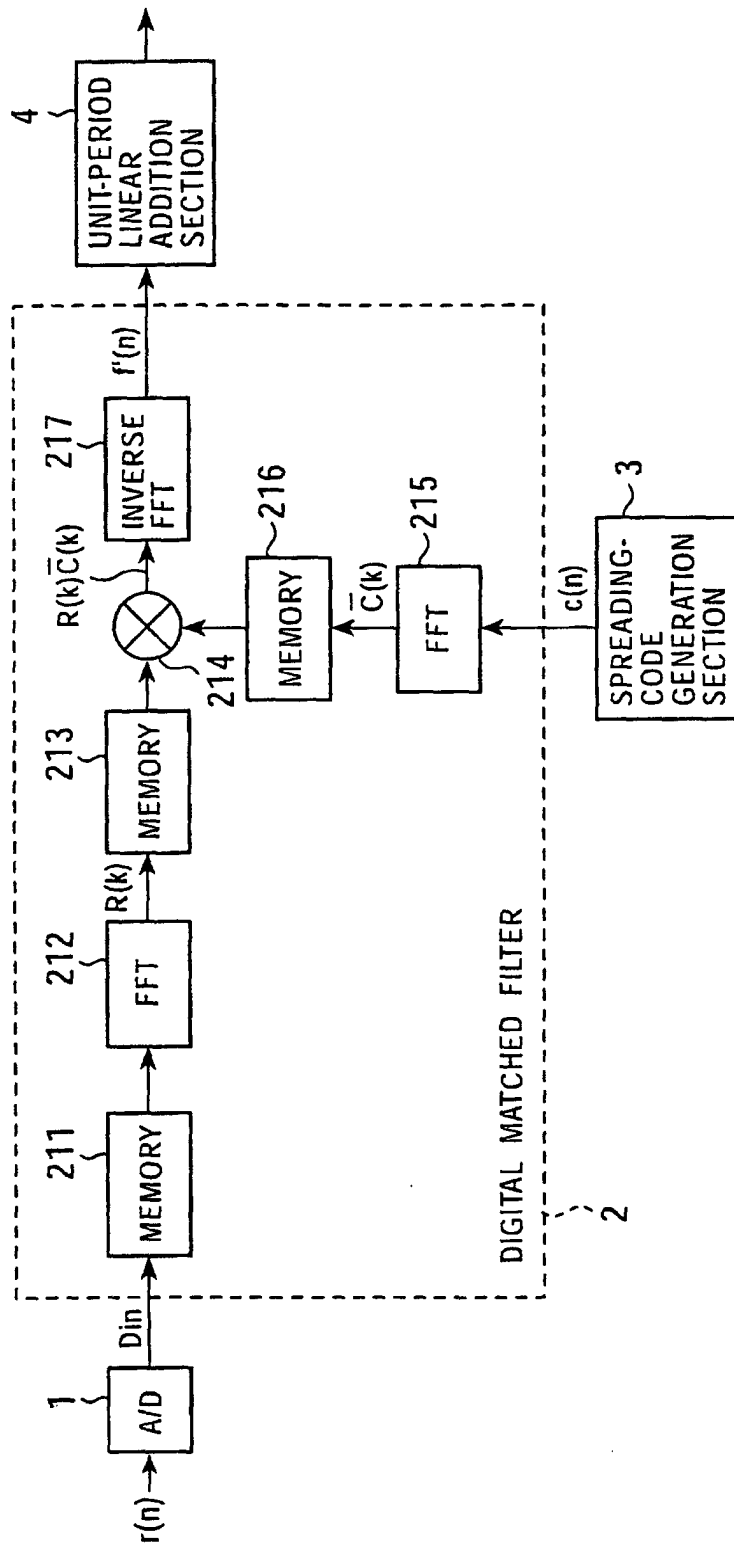 r(n)
1
A/D
Din
211
MEMORY
212
FFT
R(k)
213
MEMORY
214
R(k)C̅(k)
217
INVERSE
FFT
f'(n)
4
UNIT-PERIOD
LINEAR
ADDITION
SECTION
216
MEMORY
C̅(k)
215
FFT
c(n)
3
SPREADING-
CODE
GENERATION
SECTION
DIGITAL MATCHED FILTER
2